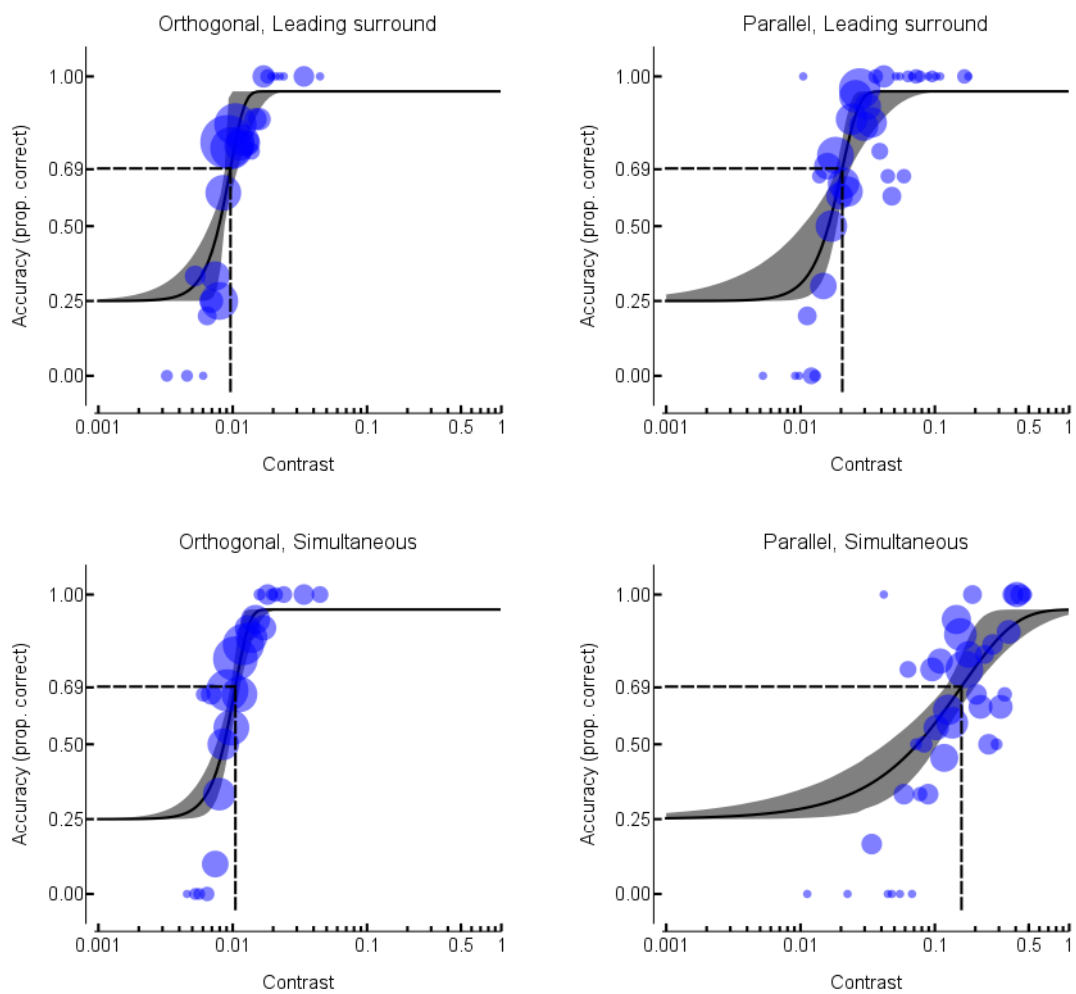 Orthogonal, Leading surround
Accuracy (prop. correct)
1.00
0.69
0.50
0.25
0.00
0.001 0.01 0.1 0.5 1
Contrast
Parallel, Leading surround
Accuracy (prop. correct)
1.00
0.69
0.50
0.25
0.00
0.001 0.01 0.1 0.5 1
Contrast
Orthogonal, Simultaneous
Accuracy (prop. correct)
1.00
0.69
0.50
0.25
0.00
0.001 0.01 0.1 0.5 1
Contrast
Parallel, Simultaneous
Accuracy (prop. correct)
1.00
0.69
0.50
0.25
0.00
0.001 0.01 0.1 0.5 1
Contrast